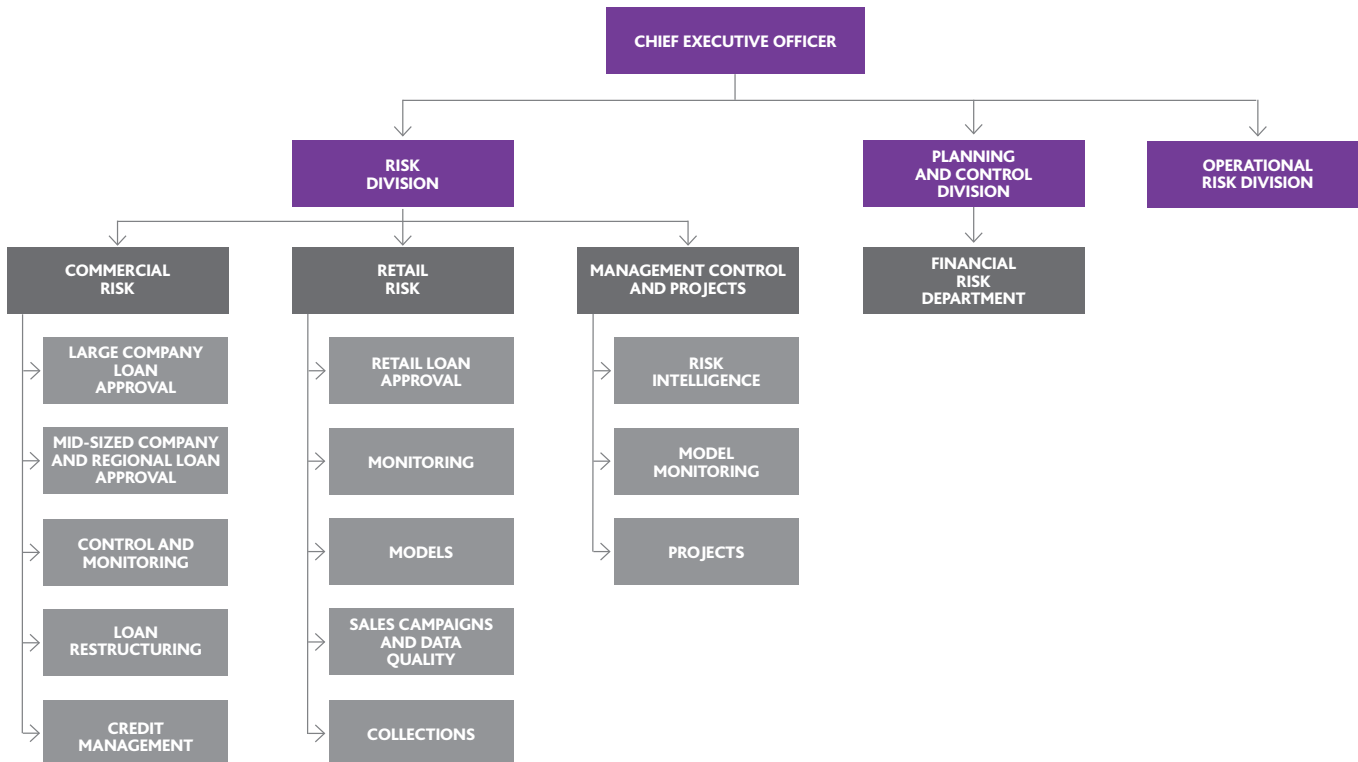 CHIEF EXECUTIVE OFFICER
RISK
DIVISION
PLANNING
AND CONTROL
DIVISION
OPERATIONAL
RISK DIVISION
COMMERCIAL
RISK
RETAIL
RISK
MANAGEMENT CONTROL
AND PROJECTS
FINANCIAL
RISK
DEPARTMENT
LARGE COMPANY
LOAN
APPROVAL
MID-SIZED COMPANY
AND REGIONAL LOAN
APPROVAL
CONTROL AND
MONITORING
LOAN
RESTRUCTURING
CREDIT
MANAGEMENT
RETAIL LOAN
APPROVAL
MONITORING
MODELS
SALES CAMPAIGNS
AND DATA
QUALITY
COLLECTIONS
RISK
INTELLIGENCE
MODEL
MONITORING
PROJECTS